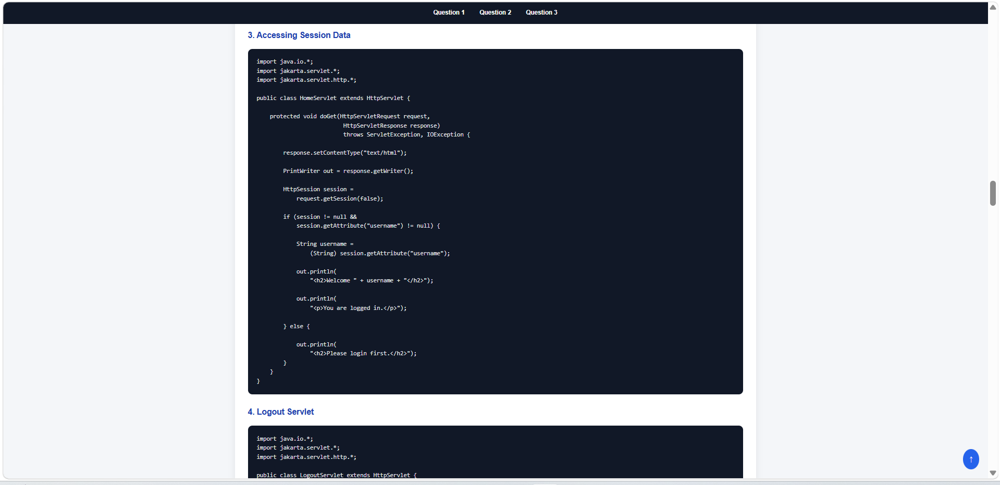 Question 1 Question 2 Question 3
3. Accessing Session Data
import java.io.*;
import jakarta.servlet.*;
import jakarta.servlet.http.*;
public class HomeServlet extends HttpServlet {
protected void doGet(HttpServletRequest request,
HttpServletResponse response)
throws ServletException, IOException {
response.setContentType("text/html");
PrintWriter out = response.getWriter();
HttpSession session =
request.getSession(false);
if (session != null &&
session.getAttribute("username") != null) {
String username =
(String) session.getAttribute("username");
out.println(
"<h2>Welcome " + username + "</h2>");
out.println(
"<p>You are logged in.</p>");
} else {
out.println(
"<h2>Please login first.</h2>");
}
}
}
4. Logout Servlet
import java.io.*;
import jakarta.servlet.*;
import jakarta.servlet.http.*;
public class LogoutServlet extends HttpServlet {
↑